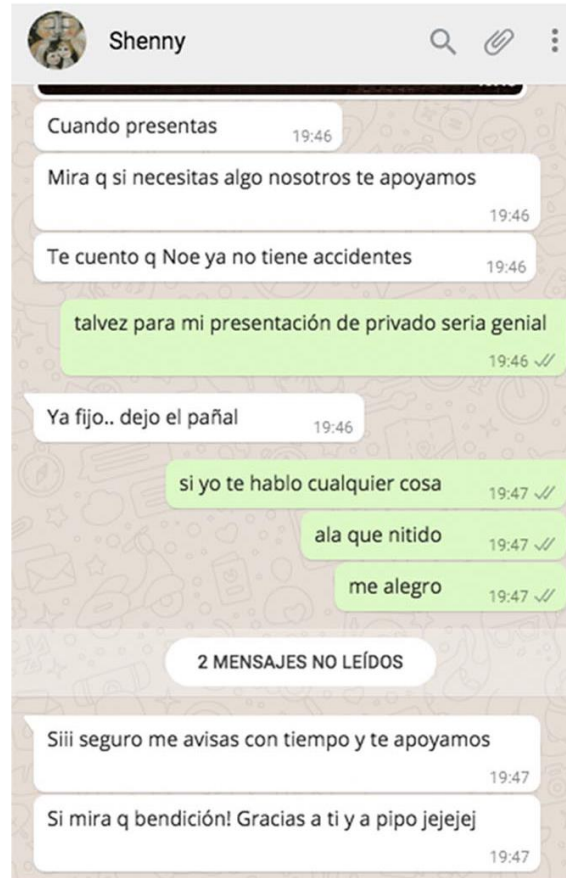 Shenny
Cuando presentas
19:46
Mira q si necesitas algo nosotros te apoyamos
19:46
Te cuento q Noe ya no tiene accidentes
19:46
talvez para mi presentación de privado seria genial
19:46
Ya fijo.. dejo el pañal
19:46
si yo te hablo cualquier cosa
19:47
ala que nitido
19:47
me alegro
19:47
2 MENSAJES NO LEÍDOS
Siii seguro me avisas con tiempo y te apoyamos
19:47
Si mira q bendición! Gracias a ti y a pipo jejejej
19:47